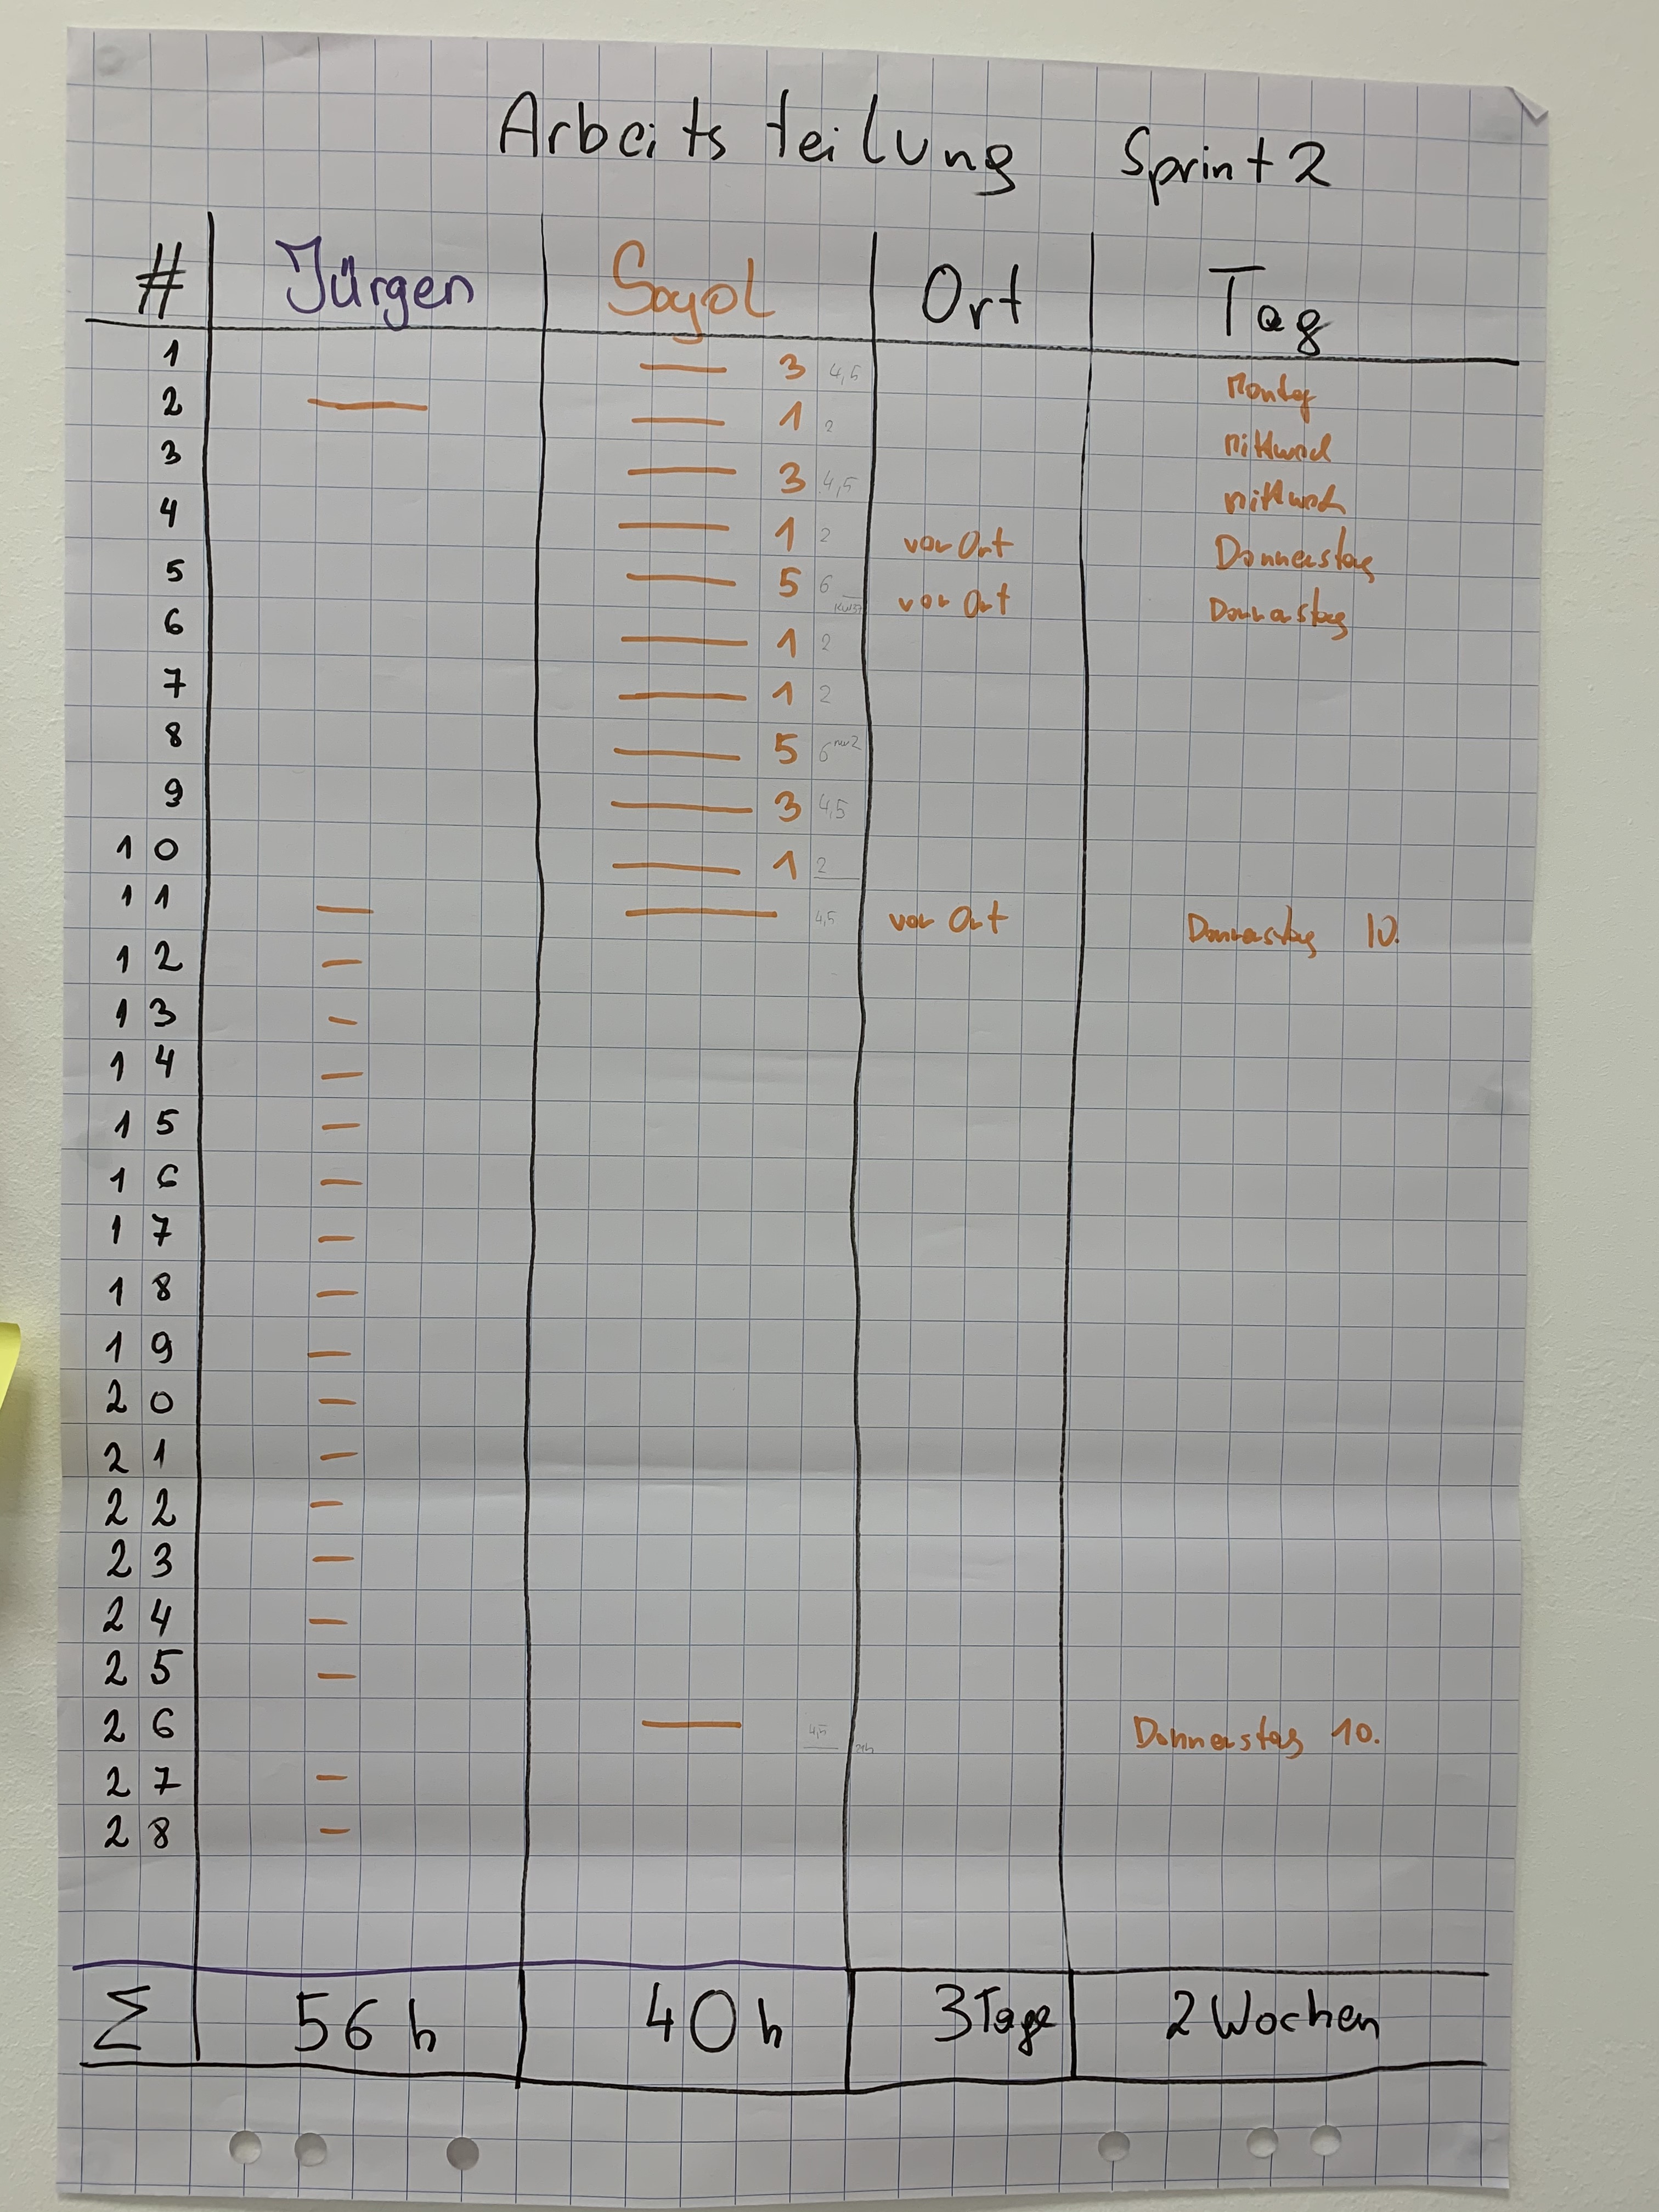 Arbeitsteilung Sprint 2
# Jürgen Sayol Ort Tag
1 — 3 4,5 Montag
2 — — 1 2 Mittwoch
3 — 3 4,5 Mittwoch
4 — 1 2 vor Ort Donnerstag
5 — 5 6 vor Ort Donnerstag
6 — 1 2
7 — 1 2
8 — 5 6
9 — 3 4,5
10 — 1 2
11 — — 4,5 vor Ort Donnerstag 10.
12 —
13 —
14 —
15 —
16 —
17 —
18 —
19 —
20 —
21 —
22 —
23 —
24 —
25 —
26 — 4,5 Donnerstag 10.
27 —
28 —
Σ 56 h 40 h 3 Tage 2 Wochen